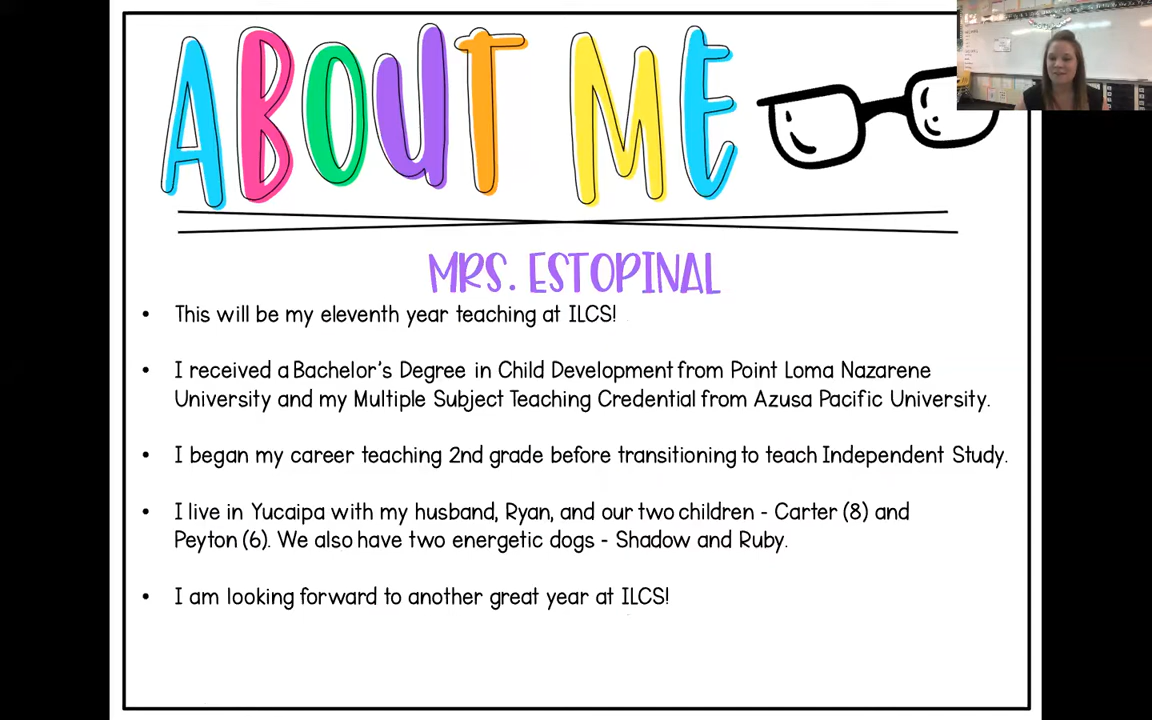 ABOUT ME
MRS. ESTOPINAL
• This will be my eleventh year teaching at ILCS!
• I received a Bachelor's Degree in Child Development from Point Loma Nazarene
University and my Multiple Subject Teaching Credential from Azusa Pacific University.
• I began my career teaching 2nd grade before transitioning to teach Independent Study.
• I live in Yucaipa with my husband, Ryan, and our two children - Carter (8) and
Peyton (6). We also have two energetic dogs - Shadow and Ruby.
• I am looking forward to another great year at ILCS!